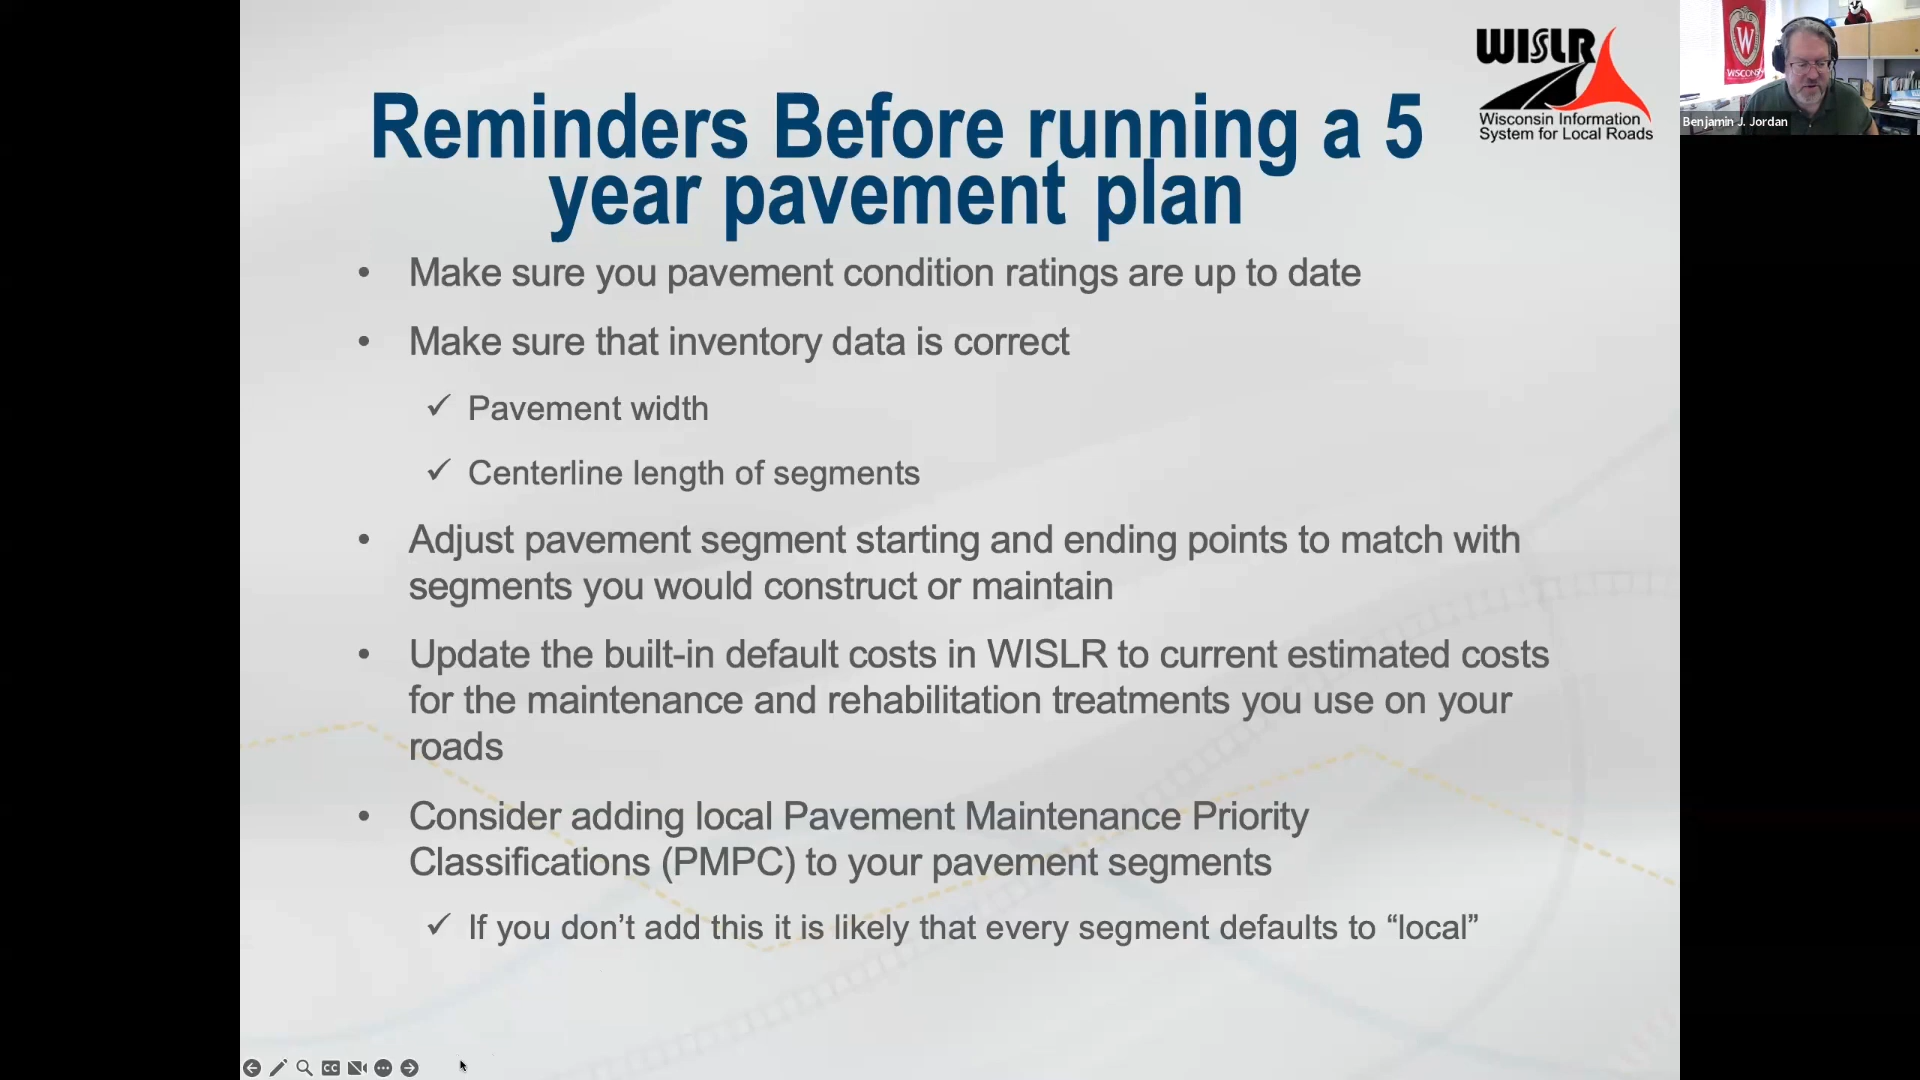 WISLR
Wisconsin Information
System for Local Roads
W
WISCONS
Benjamin J. Jordan
Reminders Before running a 5
year pavement plan
• Make sure you pavement condition ratings are up to date
• Make sure that inventory data is correct
✓ Pavement width
✓ Centerline length of segments
• Adjust pavement segment starting and ending points to match with
segments you would construct or maintain
• Update the built-in default costs in WISLR to current estimated costs
for the maintenance and rehabilitation treatments you use on your
roads
• Consider adding local Pavement Maintenance Priority
Classifications (PMPC) to your pavement segments
✓ If you don’t add this it is likely that every segment defaults to “local”
CC